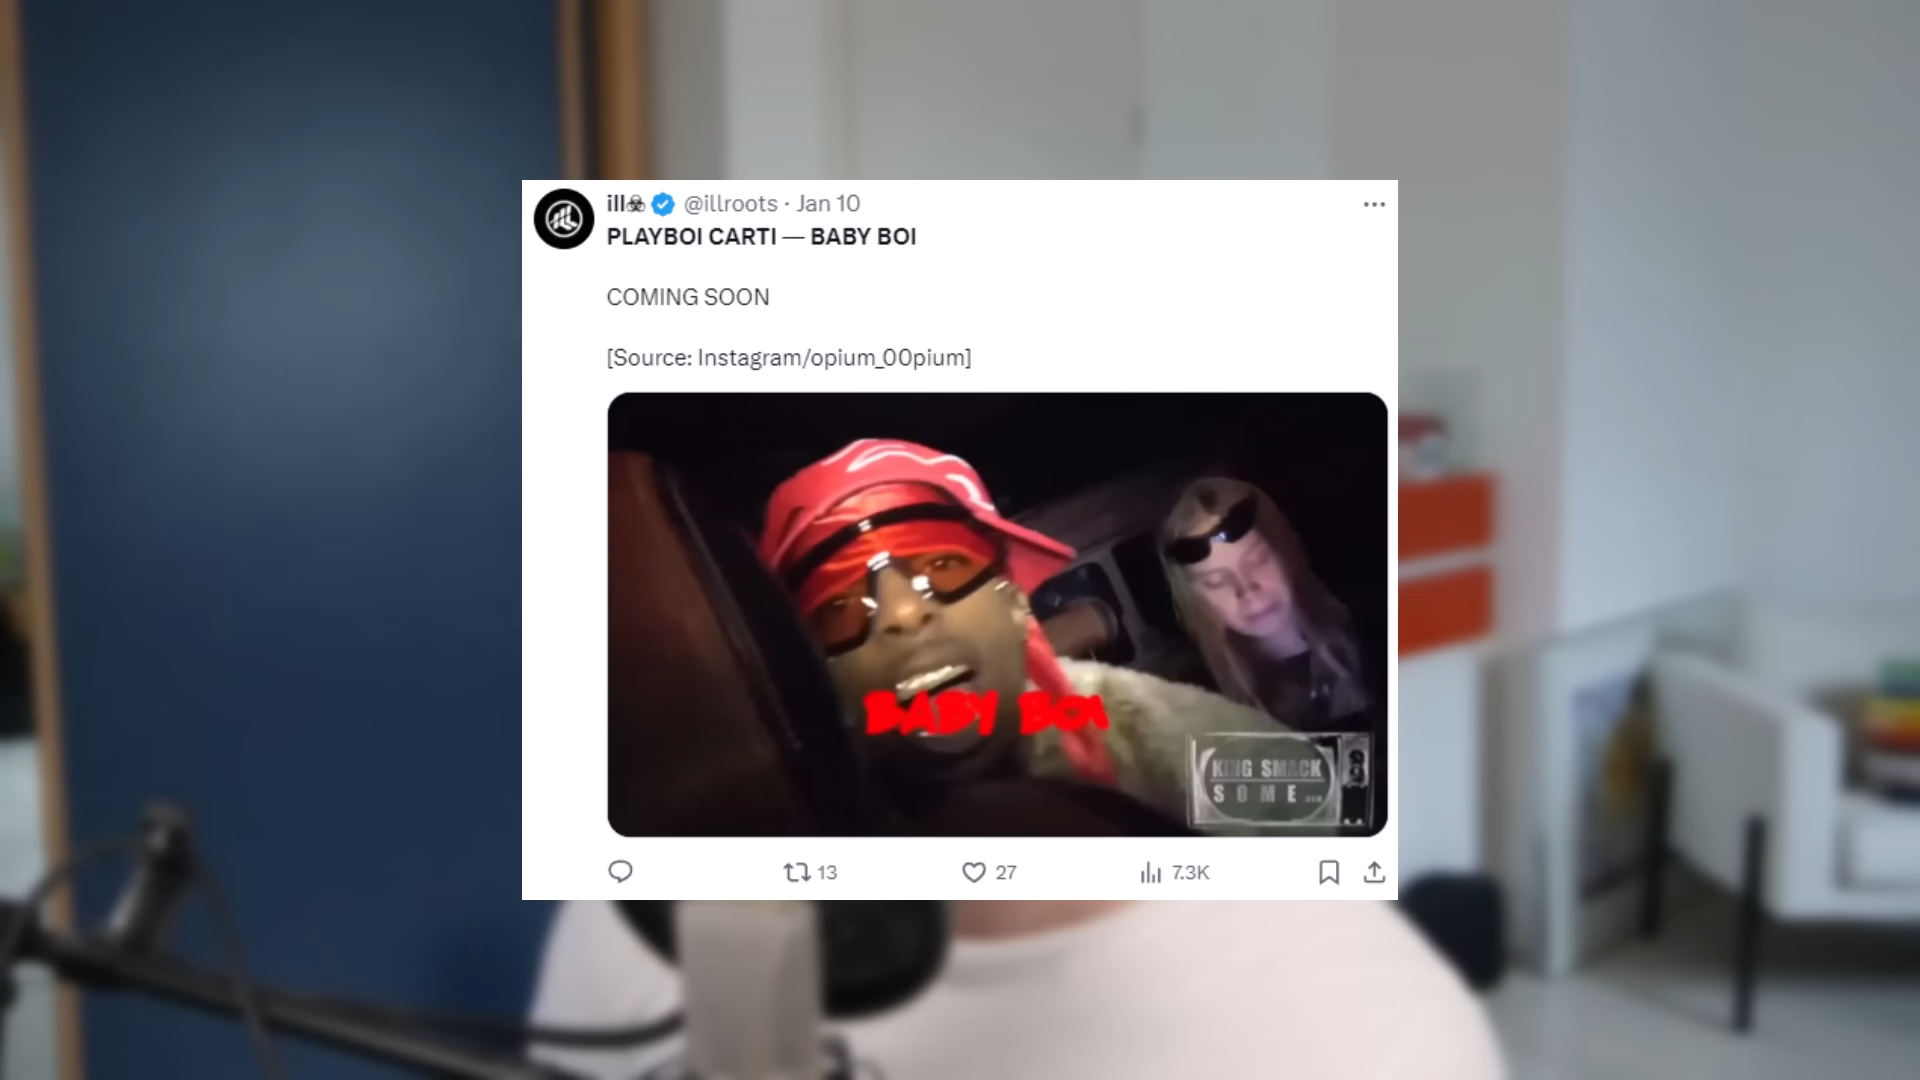 ill☣ @illroots · Jan 10
PLAYBOI CARTI — BABY BOI
COMING SOON
[Source: Instagram/opium_00pium]
BABY BOI
KING SMACK
SOME
13 27 7.3K